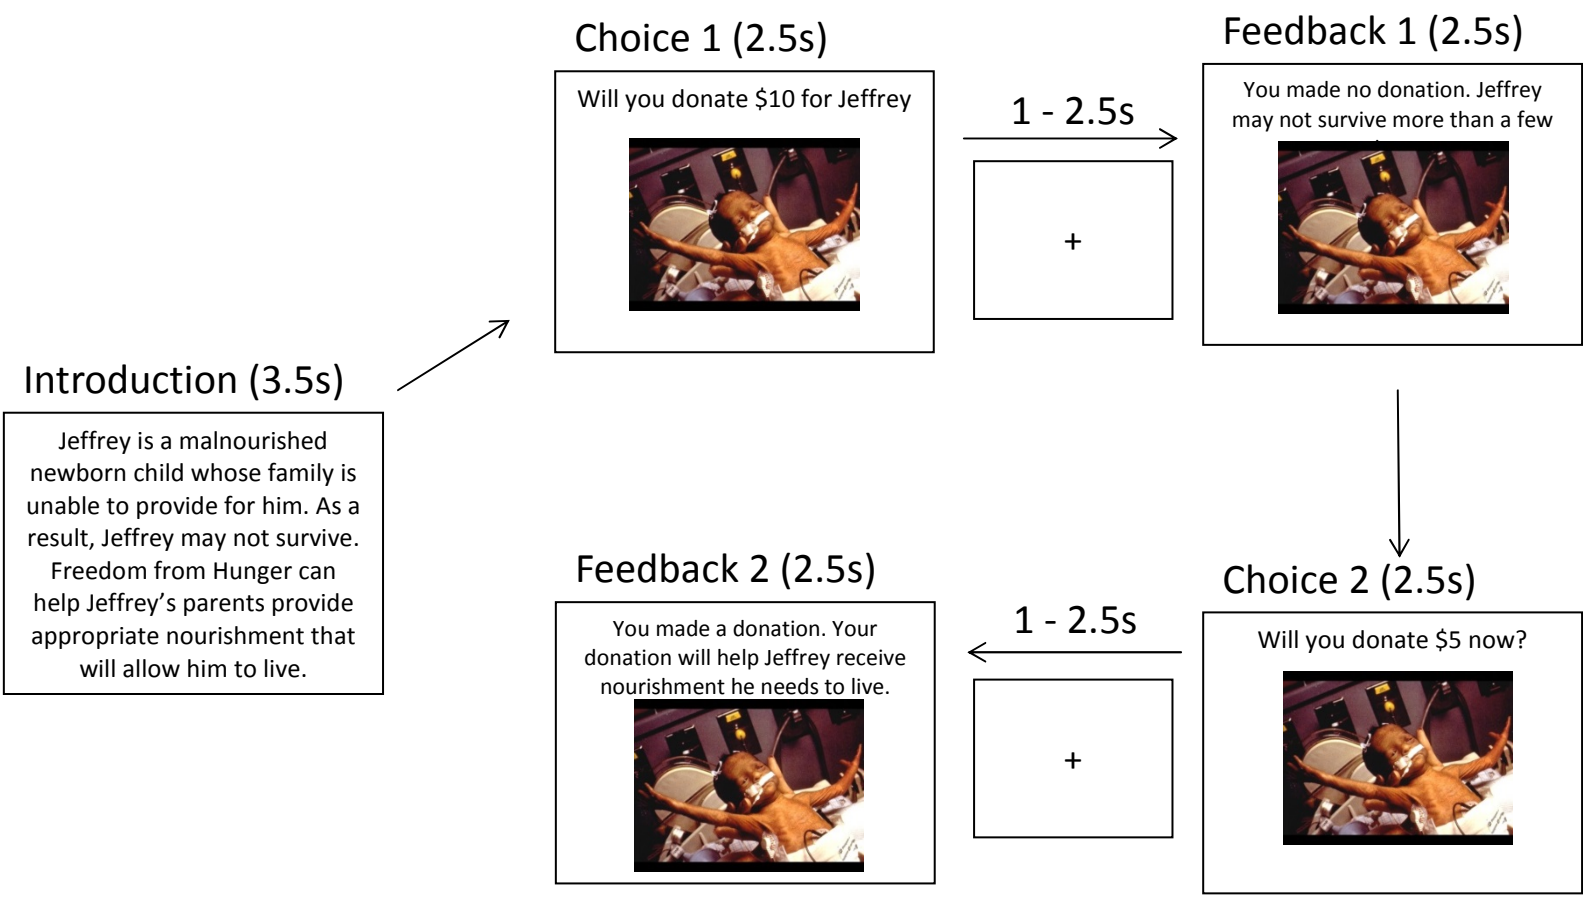 Introduction (3.5s)
Jeffrey is a malnourished
newborn child whose family is
unable to provide for him. As a
result, Jeffrey may not survive.
Freedom from Hunger can
help Jeffrey’s parents provide
appropriate nourishment that
will allow him to live.
Choice 1 (2.5s)
Will you donate $10 for Jeffrey
1 - 2.5s
+
Feedback 1 (2.5s)
You made no donation. Jeffrey
may not survive more than a few
Choice 2 (2.5s)
Will you donate $5 now?
1 - 2.5s
+
Feedback 2 (2.5s)
You made a donation. Your
donation will help Jeffrey receive
nourishment he needs to live.